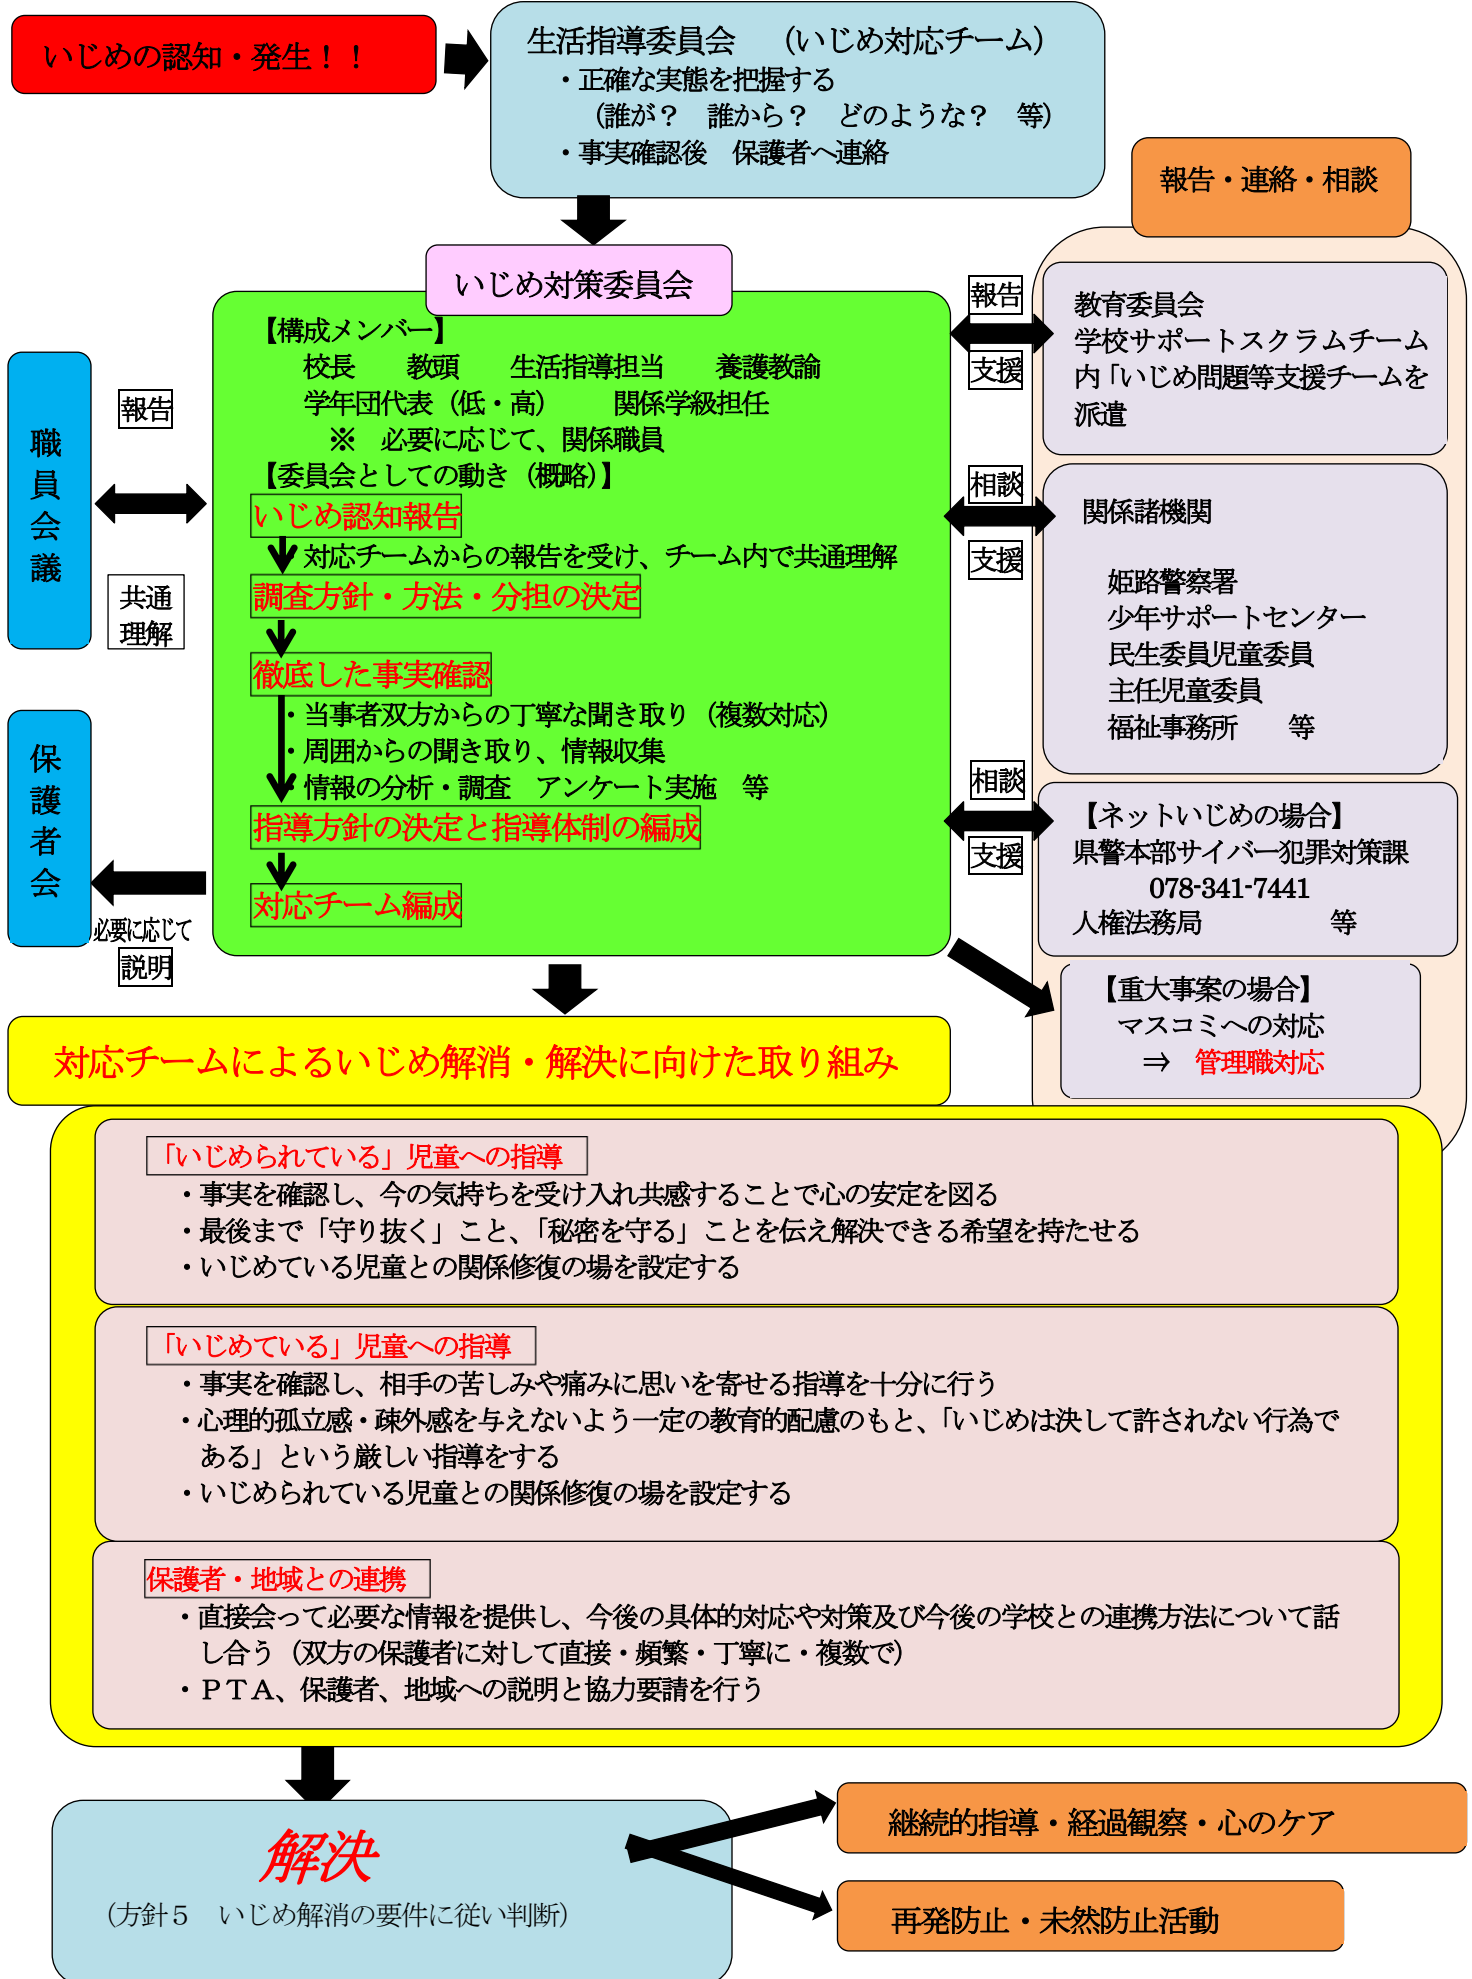 いじめの認知・発生！！
生活指導委員会　（いじめ対応チーム）
・正確な実態を把握する
（誰が？　誰から？　どのような？　等）
・事実確認後　保護者へ連絡
報告・連絡・相談
いじめ対策委員会
【構成メンバー】
校長　　教頭　　生活指導担当　　養護教諭
学年団代表（低・高）　　関係学級担任
※　必要に応じて、関係職員
【委員会としての動き（概略）】
いじめ認知報告
対応チームからの報告を受け、チーム内で共通理解
調査方針・方法・分担の決定
徹底した事実確認
・当事者双方からの丁寧な聞き取り（複数対応）
・周囲からの聞き取り、情報収集
・情報の分析・調査　アンケート実施　等
指導方針の決定と指導体制の編成
対応チーム編成
職員会議
報告
共通
理解
保護者会
必要に応じて
説明
報告
支援
教育委員会
学校サポートスクラムチーム
内「いじめ問題等支援チームを
派遣
相談
支援
関係諸機関
姫路警察署
少年サポートセンター
民生委員児童委員
主任児童委員
福祉事務所　　等
相談
支援
【ネットいじめの場合】
県警本部サイバー犯罪対策課
078-341-7441
人権法務局　　　　　等
【重大事案の場合】
マスコミへの対応
⇒　管理職対応
対応チームによるいじめ解消・解決に向けた取り組み
「いじめられている」児童への指導
・事実を確認し、今の気持ちを受け入れ共感することで心の安定を図る
・最後まで「守り抜く」こと、「秘密を守る」ことを伝え解決できる希望を持たせる
・いじめている児童との関係修復の場を設定する
「いじめている」児童への指導
・事実を確認し、相手の苦しみや痛みに思いを寄せる指導を十分に行う
・心理的孤立感・疎外感を与えないよう一定の教育的配慮のもと、「いじめは決して許されない行為で
ある」という厳しい指導をする
・いじめられている児童との関係修復の場を設定する
保護者・地域との連携
・直接会って必要な情報を提供し、今後の具体的対応や対策及び今後の学校との連携方法について話
し合う（双方の保護者に対して直接・頻繁・丁寧に・複数で）
・ＰＴＡ、保護者、地域への説明と協力要請を行う
解決
（方針５　いじめ解消の要件に従い判断）
継続的指導・経過観察・心のケア
再発防止・未然防止活動